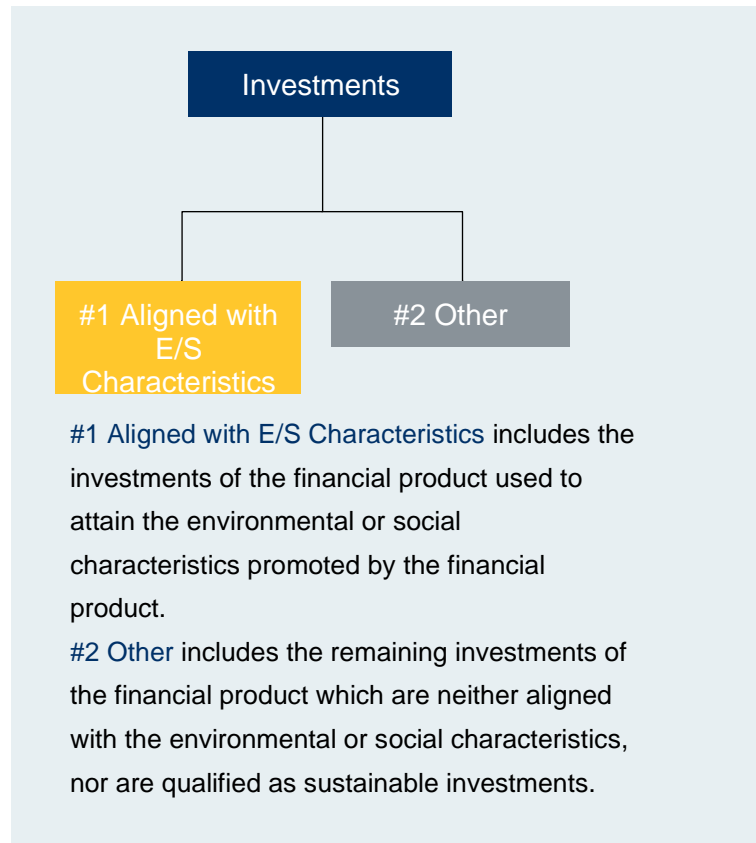 Investments
#1 Aligned with
E/S
Characteristics
#2 Other
#1 Aligned with E/S Characteristics includes the
investments of the financial product used to
attain the environmental or social
characteristics promoted by the financial
product.
#2 Other includes the remaining investments of
the financial product which are neither aligned
with the environmental or social characteristics,
nor are qualified as sustainable investments.